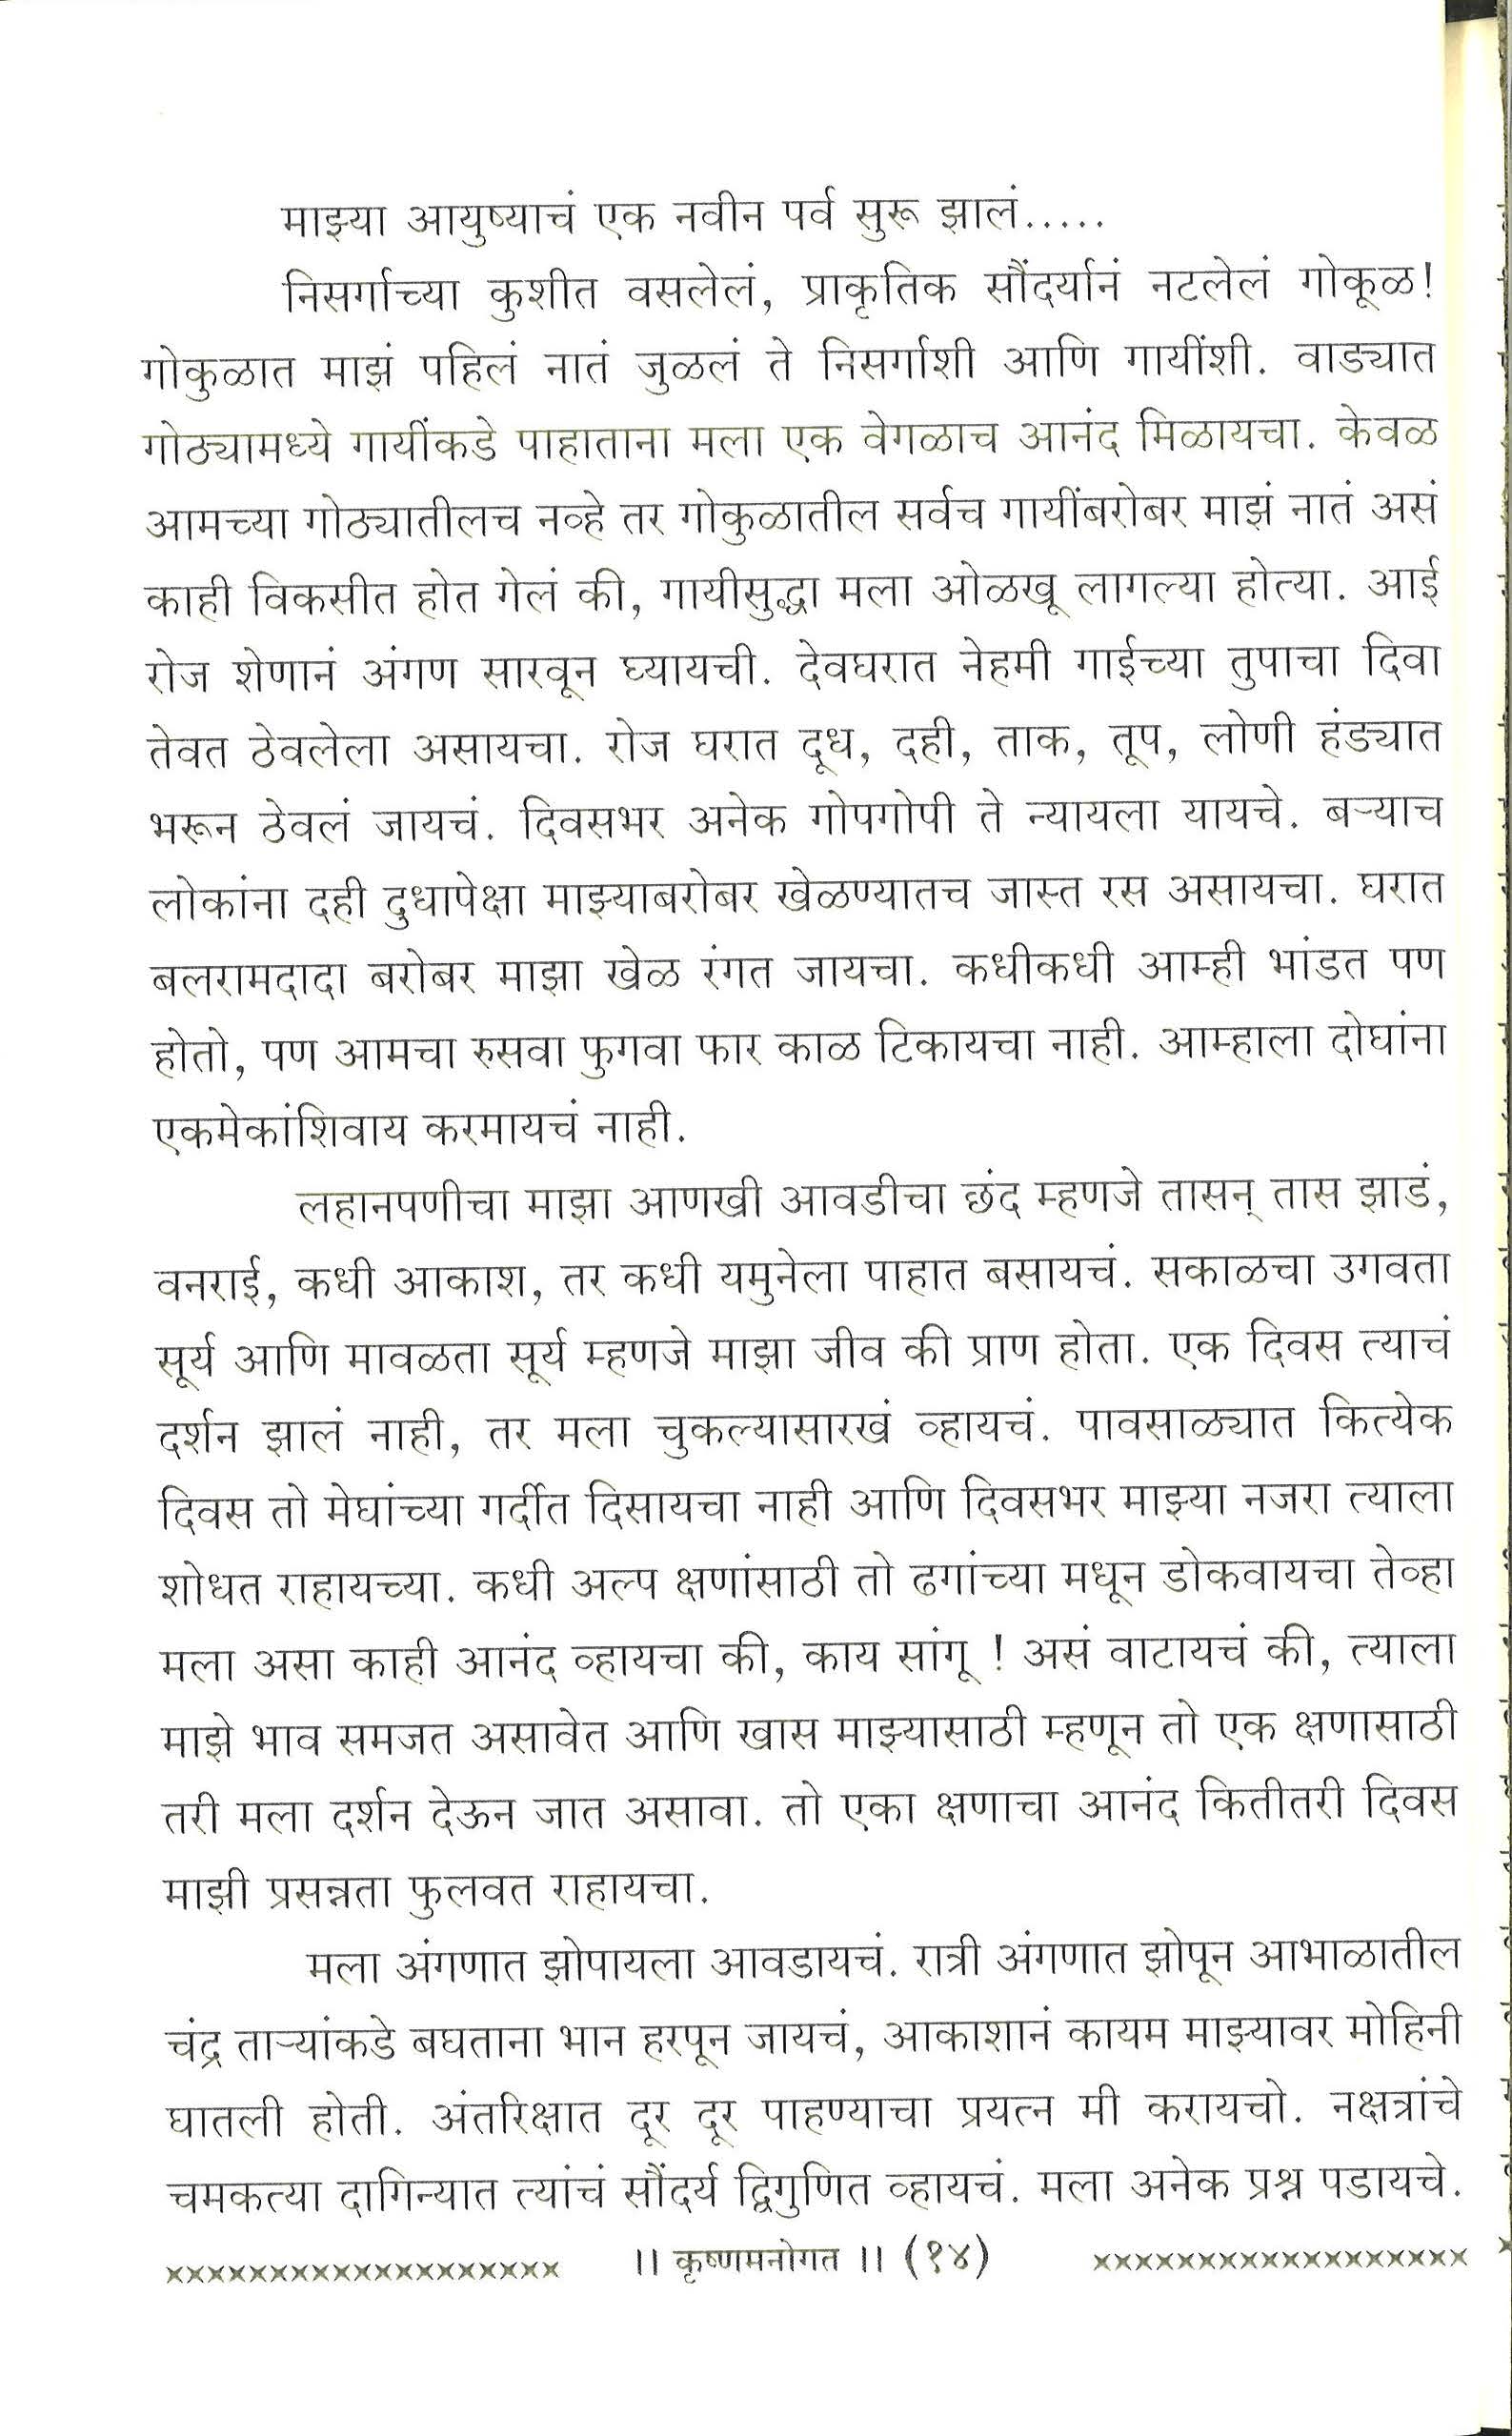 माझ्या आयुष्याचं एक नवीन पर्व सुरू झालं.....
निसर्गाच्या कुशीत वसलेलं, प्राकृतिक सौंदर्यानं नटलेलं गोकूळ!
गोकुळात माझं पहिलं नातं जुळलं ते निसर्गाशी आणि गायींशी. वाड्यात
गोठ्यामध्ये गायींकडे पाहाताना मला एक वेगळाच आनंद मिळायचा. केवळ
आमच्या गोठ्यातीलच नव्हे तर गोकुळातील सर्वच गायींबरोबर माझं नातं असं
काही विकसीत होत गेलं की, गायीसुद्धा मला ओळखू लागल्या होत्या. आई
रोज शेणानं अंगण सारवून घ्यायची. देवघरात नेहमी गाईच्या तुपाचा दिवा
तेवत ठेवलेला असायचा. रोज घरात दूध, दही, ताक, तूप, लोणी हंड्यात
भरून ठेवलं जायचं. दिवसभर अनेक गोपगोपी ते न्यायला यायचे. बऱ्याच
लोकांना दही दुधापेक्षा माझ्याबरोबर खेळण्यातच जास्त रस असायचा. घरात
बलरामदादा बरोबर माझा खेळ रंगत जायचा. कधीकधी आम्ही भांडत पण
होतो, पण आमचा रुसवा फुगवा फार काळ टिकायचा नाही. आम्हाला दोघांना
एकमेकांशिवाय करमायचं नाही.
लहानपणीचा माझा आणखी आवडीचा छंद म्हणजे तासन् तास झाडं,
वनराई, कधी आकाश, तर कधी यमुनेला पाहात बसायचं. सकाळचा उगवता
सूर्य आणि मावळता सूर्य म्हणजे माझा जीव की प्राण होता. एक दिवस त्याचं
दर्शन झालं नाही, तर मला चुकल्यासारखं व्हायचं. पावसाळ्यात कित्येक
दिवस तो मेघांच्या गर्दीत दिसायचा नाही आणि दिवसभर माझ्या नजरा त्याला
शोधत राहायच्या. कधी अल्प क्षणांसाठी तो ढगांच्या मधून डोकवायचा तेव्हा
मला असा काही आनंद व्हायचा की, काय सांगू ! असं वाटायचं की, त्याला
माझे भाव समजत असावेत आणि खास माझ्यासाठी म्हणून तो एक क्षणासाठी
तरी मला दर्शन देऊन जात असावा. तो एका क्षणाचा आनंद कितीतरी दिवस
माझी प्रसन्नता फुलवत राहायचा.
मला अंगणात झोपायला आवडायचं. रात्री अंगणात झोपून आभाळातील
चंद्र ताऱ्यांकडे बघताना भान हरपून जायचं, आकाशानं कायम माझ्यावर मोहिनी
घातली होती. अंतरिक्षात दूर दूर पाहण्याचा प्रयत्न मी करायचो. नक्षत्रांचे
चमकत्या दागिन्यात त्यांचं सौंदर्य द्विगुणित व्हायचं. मला अनेक प्रश्न पडायचे.
xxxxxxxxxxxxxxxxxxx ।। कृष्णमनोगत ।। (१४) xxxxxxxxxxxxxxxxxx